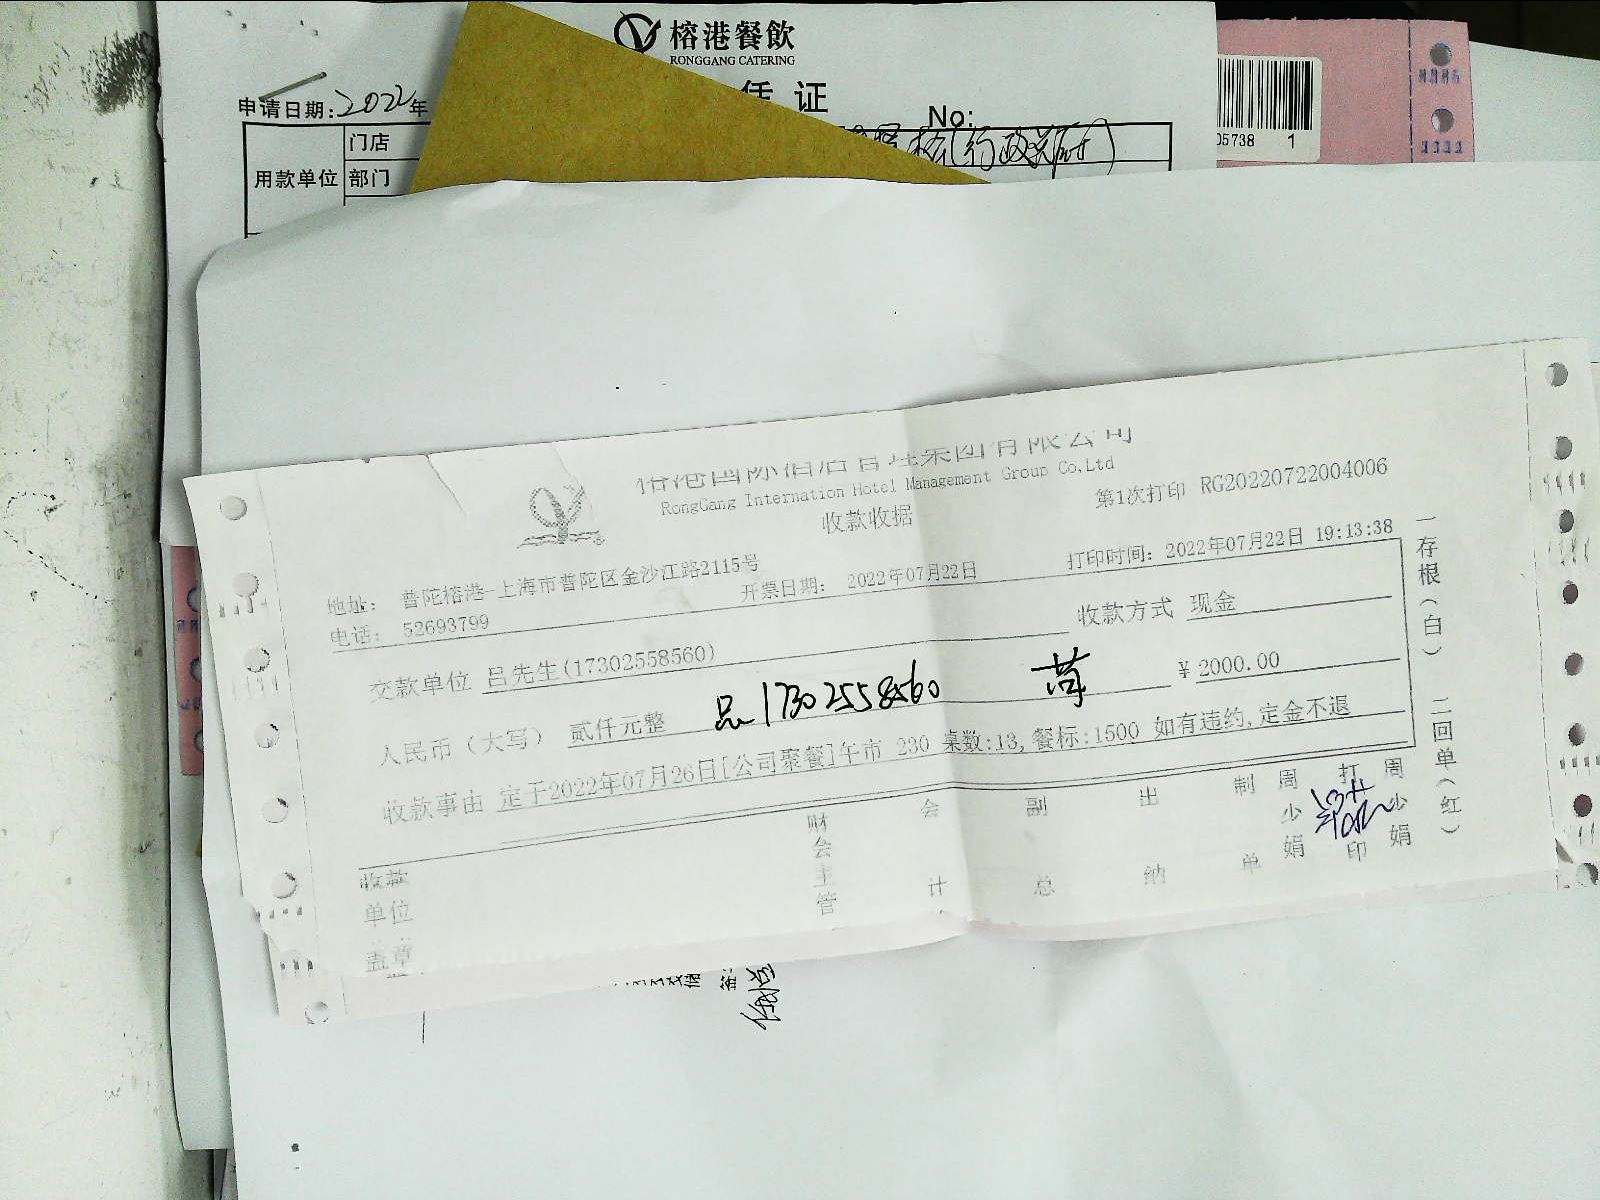 榕港餐飲
RONGGANG CATERING
凭 证
申请日期:2022年
No:
门店
用款单位
部门
05738 1
榕港国际酒店管理集团有限公司
RongGang Internation Hotel Management Group Co,Ltd
收款收据
第1次打印 RG20220722004006
地址: 普陀榕港-上海市普陀区金沙江路2115号
电话: 52693799
开票日期: 2022年07月22日
打印时间: 2022年07月22日 19:13:38
交款单位 吕先生(17302558560)
收款方式 现金
人民币（大写） 贰仟元整
17302558560
¥ 2000.00
收款事由 定于2022年07月26日[公司聚餐]午市 230 桌数:13, 餐标:1500 如有违约,定金不退
收款单位盖章
财会主管
会计
副总
出纳
制单
周少娟
打印
周少娟
一存根(白) 二回单(红)